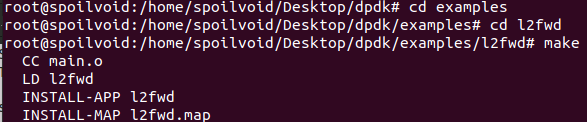 root@spoilvoid:/home/spoilvoid/Desktop/dpdk# cd examples
root@spoilvoid:/home/spoilvoid/Desktop/dpdk/examples# cd l2fwd
root@spoilvoid:/home/spoilvoid/Desktop/dpdk/examples/l2fwd# make
  CC main.o
  LD l2fwd
  INSTALL-APP l2fwd
  INSTALL-MAP l2fwd.map